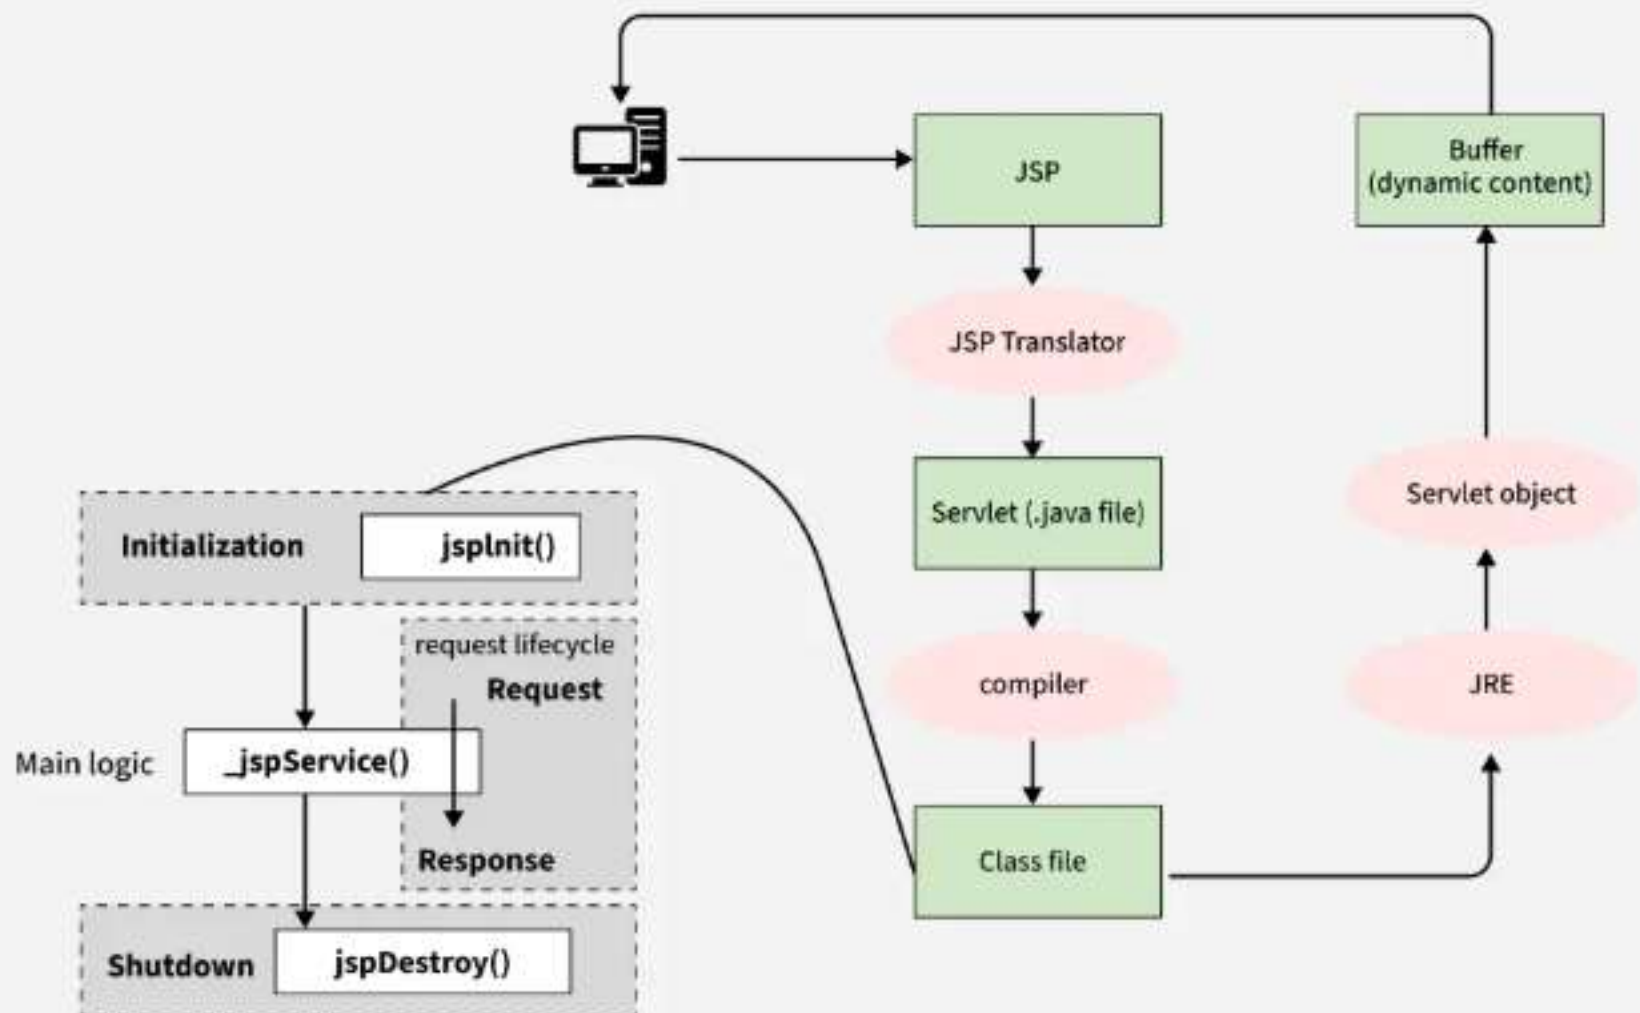 JSP
Buffer
(dynamic content)
JSP Translator
Servlet (.java file)
Servlet object
compiler
JRE
Class file
Initialization
jspInit()
request lifecycle
Request
Main logic
_jspService()
Response
Shutdown
jspDestroy()